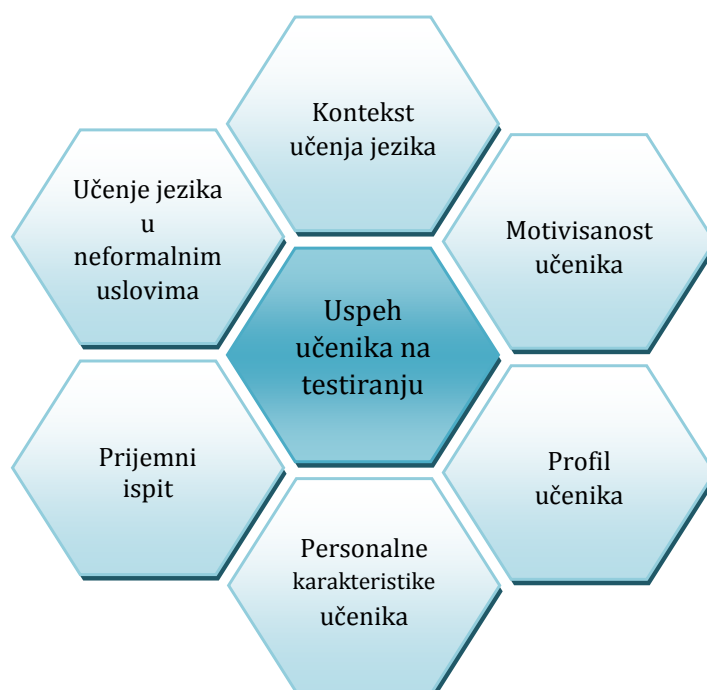 Kontekst
učenja jezika
Učenje jezika
u
neformalnim
uslovima
Motivisanost
učenika
Uspeh
učenika na
testiranju
Prijemni
ispit
Profil
učenika
Personalne
karakteristike
učenika